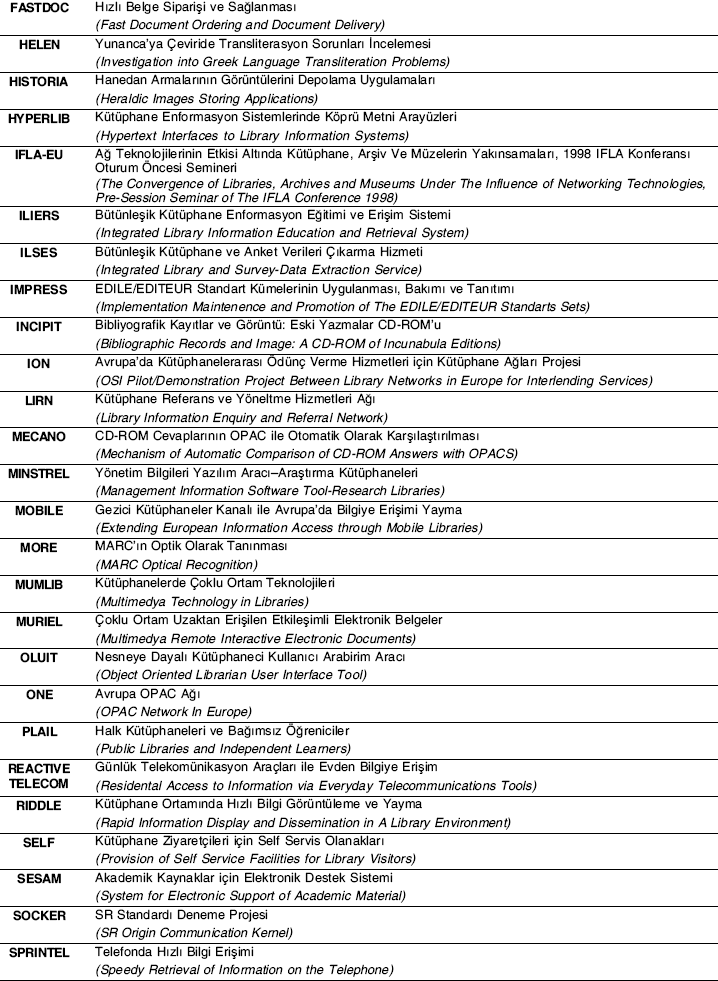 FASTDOC Hızlı Belge Siparişi ve Sağlanması
(Fast Document Ordering and Document Delivery)
HELEN Yunanca’ya Çeviride Transliterasyon Sorunları İncelemesi
(Investigation into Greek Language Transliteration Problems)
HISTORIA Hanedan Armalarının Görüntülerini Depolama Uygulamaları
(Heraldic Images Storing Applications)
HYPERLIB Kütüphane Enformasyon Sistemlerinde Köprü Metni Arayüzleri
(Hypertext Interfaces to Library Information Systems)
IFLA-EU Ağ Teknolojilerinin Etkisi Altında Kütüphane, Arşiv Ve Müzelerin Yakınsamaları, 1998 IFLA Konferansı
Oturum Öncesi Semineri
(The Convergence of Libraries, Archives and Museums Under The Influence of Networking Technologies,
Pre-Session Seminar of The IFLA Conference 1998)
ILIERS Bütünleşik Kütüphane Enformasyon Eğitimi ve Erişim Sistemi
(Integrated Library Information Education and Retrieval System)
ILSES Bütünleşik Kütüphane ve Anket Verileri Çıkarma Hizmeti
(Integrated Library and Survey-Data Extraction Service)
IMPRESS EDILE/EDITEUR Standart Kümelerinin Uygulanması, Bakımı ve Tanıtımı
(Implementation Maintenence and Promotion of The EDILE/EDITEUR Standarts Sets)
INCIPIT Bibliyografik Kayıtlar ve Görüntü: Eski Yazmalar CD-ROM’u
(Bibliographic Records and Image: A CD-ROM of Incunabula Editions)
ION Avrupa’da Kütüphanelerarası Ödünç Verme Hizmetleri için Kütüphane Ağları Projesi
(OSI Pilot/Demonstration Project Between Library Networks in Europe for Interlending Services)
LIRN Kütüphane Referans ve Yöneltme Hizmetleri Ağı
(Library Information Enquiry and Referral Network)
MECANO CD-ROM Cevaplarının OPAC ile Otomatik Olarak Karşılaştırılması
(Mechanism of Automatic Comparison of CD-ROM Answers with OPACS)
MINSTREL Yönetim Bilgileri Yazılım Aracı–Araştırma Kütüphaneleri
(Management Information Software Tool-Research Libraries)
MOBILE Gezici Kütüphaneler Kanalı ile Avrupa’da Bilgiye Erişimi Yayma
(Extending European Information Access through Mobile Libraries)
MORE MARC’ın Optik Olarak Tanınması
(MARC Optical Recognition)
MUMLIB Kütüphanelerde Çoklu Ortam Teknolojileri
(Multimedya Technology in Libraries)
MURIEL Çoklu Ortam Uzaktan Erişilen Etkileşimli Elektronik Belgeler
(Multimedya Remote Interactive Electronic Documents)
OLUIT Nesneye Dayalı Kütüphaneci Kullanıcı Arabirim Aracı
(Object Oriented Librarian User Interface Tool)
ONE Avrupa OPAC Ağı
(OPAC Network In Europe)
PLAIL Halk Kütüphaneleri ve Bağımsız Öğreniciler
(Public Libraries and Independent Learners)
REACTIVE Günlük Telekomünikasyon Araçları ile Evden Bilgiye Erişim
TELECOM (Residental Access to Information via Everyday Telecommunications Tools)
RIDDLE Kütüphane Ortamında Hızlı Bilgi Görüntüleme ve Yayma
(Rapid Information Display and Dissemination in A Library Environment)
SELF Kütüphane Ziyaretçileri için Self Servis Olanakları
(Provision of Self Service Facilities for Library Visitors)
SESAM Akademik Kaynaklar için Elektronik Destek Sistemi
(System for Electronic Support of Academic Material)
SOCKER SR Standardı Deneme Projesi
(SR Origin Communication Kernel)
SPRINTEL Telefonda Hızlı Bilgi Erişimi
(Speedy Retrieval of Information on the Telephone)